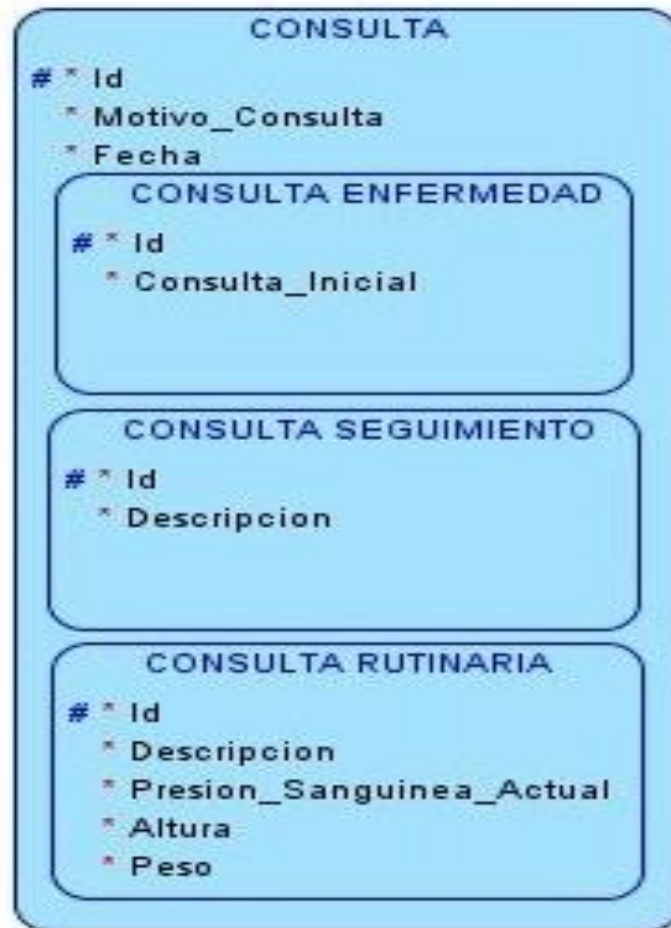 CONSULTA
# * Id
* Motivo_Consulta
* Fecha
CONSULTA ENFERMEDAD
# * Id
* Consulta_Inicial
CONSULTA SEGUIMIENTO
# * Id
* Descripcion
CONSULTA RUTINARIA
# * Id
* Descripcion
* Presion_Sanguinea_Actual
* Altura
* Peso